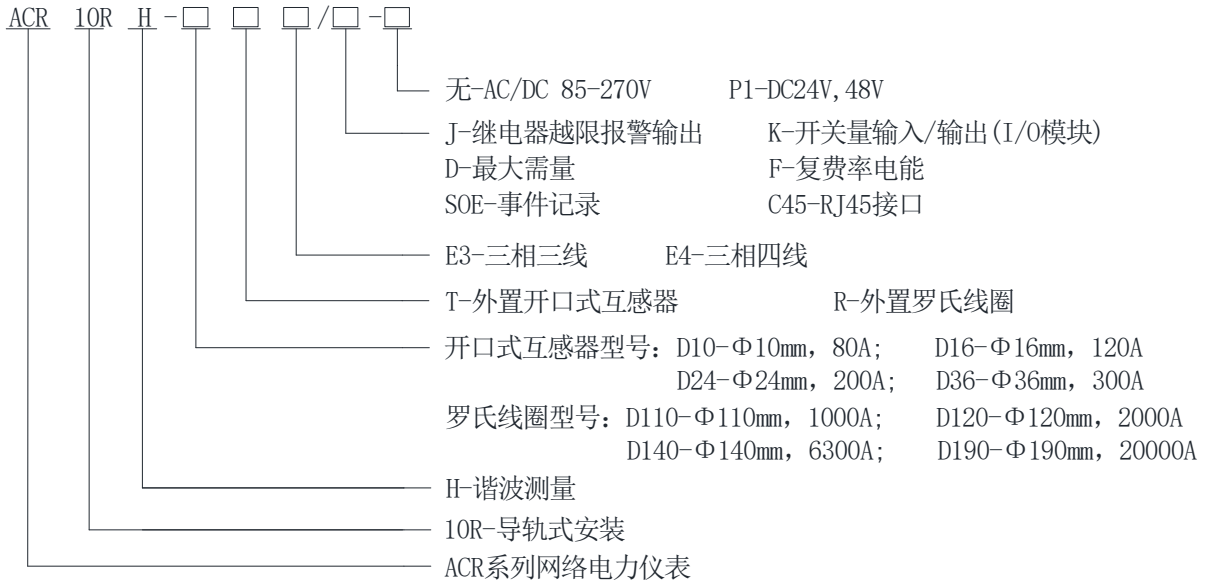 ACR 10R H-□ □ □/□-□
无-AC/DC 85-270V P1-DC24V,48V
J-继电器越限报警输出 K-开关量输入/输出(I/O模块)
D-最大需量 F-复费率电能
SOE-事件记录 C45-RJ45接口
E3-三相三线 E4-三相四线
T-外置开口式互感器 R-外置罗氏线圈
开口式互感器型号：D10-Φ10mm，80A; D16-Φ16mm，120A
D24-Φ24mm，200A; D36-Φ36mm，300A
罗氏线圈型号：D110-Φ110mm，1000A; D120-Φ120mm，2000A
D140-Φ140mm，6300A; D190-Φ190mm，20000A
H-谐波测量
10R-导轨式安装
ACR系列网络电力仪表